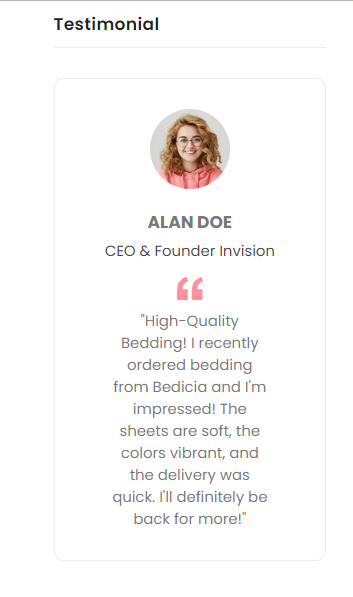 Testimonial
ALAN DOE
CEO & Founder Invision
"High-Quality
Bedding! I recently
ordered bedding
from Bedicia and I'm
impressed! The
sheets are soft, the
colors vibrant, and
the delivery was
quick. I'll definitely be
back for more!"